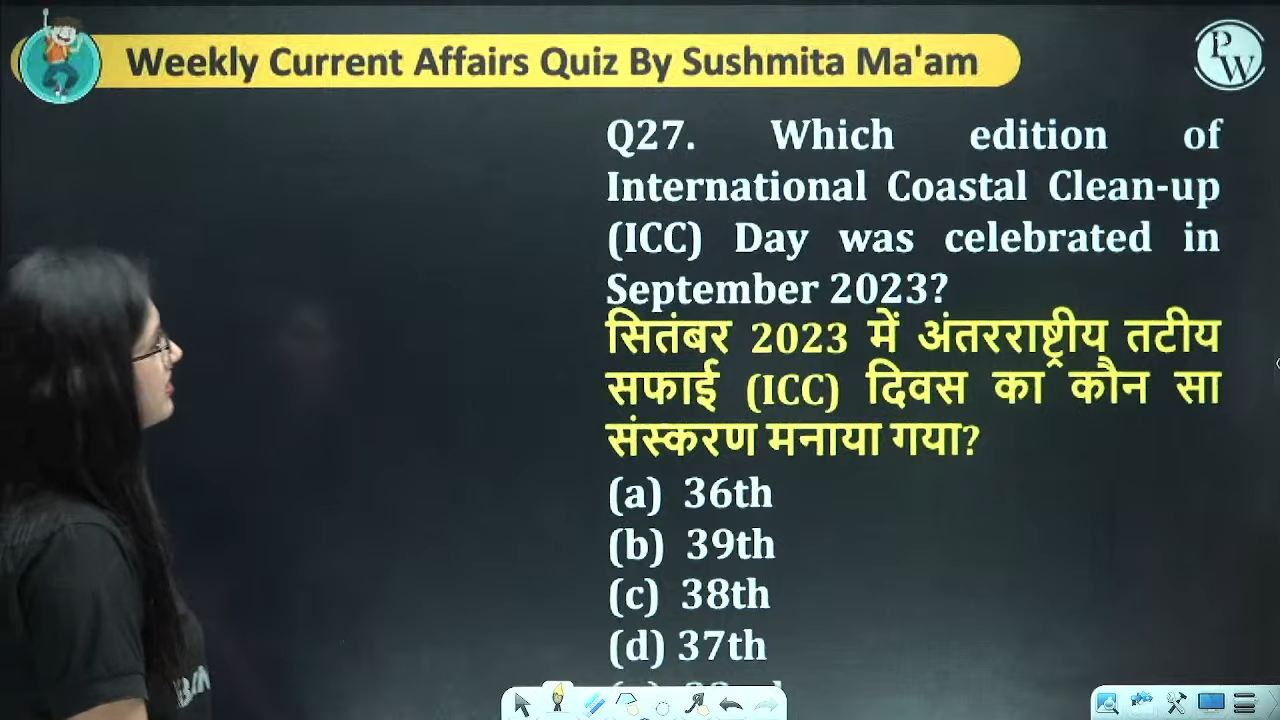 Weekly Current Affairs Quiz By Sushmita Ma'am
PW
Q27. Which edition of
International Coastal Clean-up
(ICC) Day was celebrated in
September 2023?
सितंबर 2023 में अंतरराष्ट्रीय तटीय
सफाई (ICC) दिवस का कौन सा
संस्करण मनाया गया?
(a) 36th
(b) 39th
(c) 38th
(d) 37th